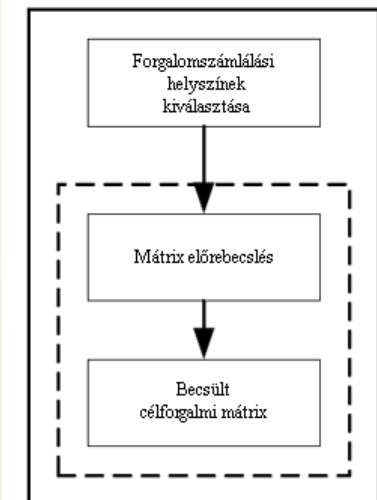 Forgalomszámlálási
helyszínek
kiválasztása
Mátrix előrebecslés
Becsült
célforgalmi mátrix